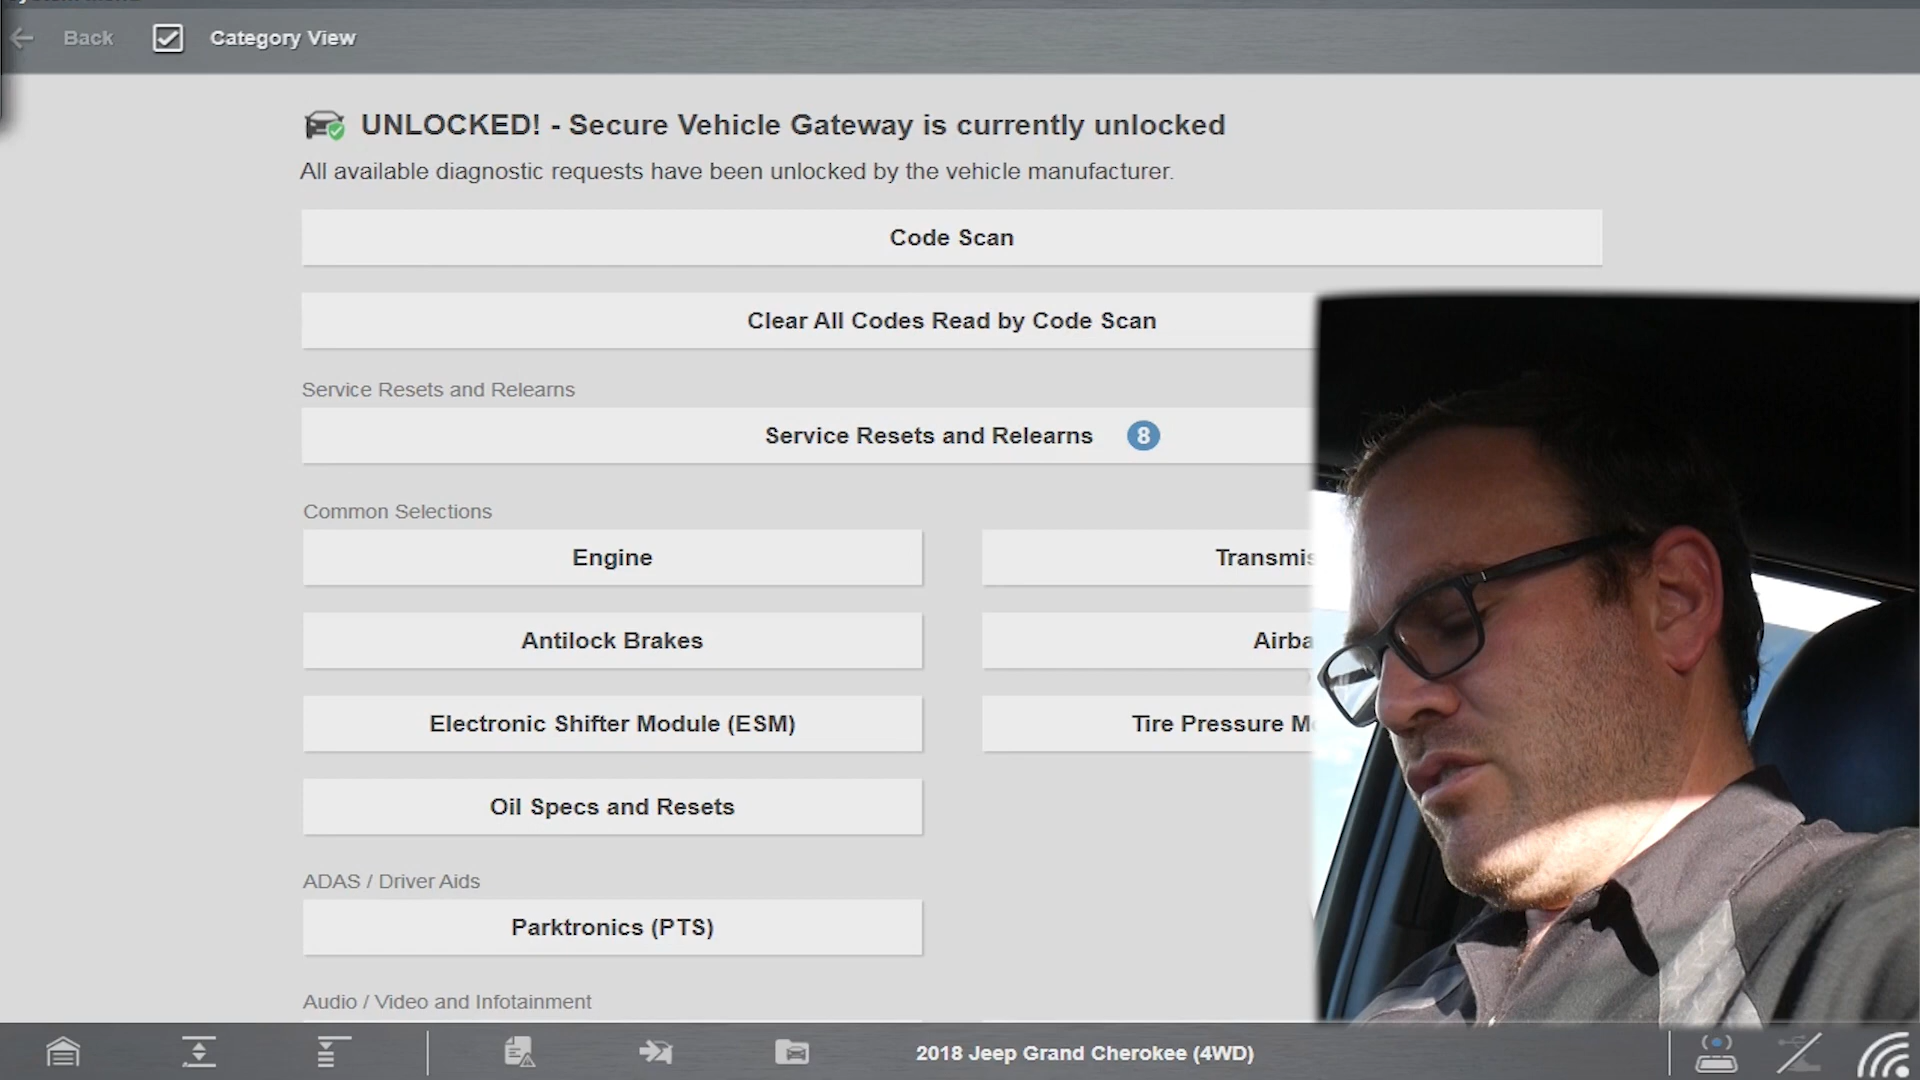 Back Category View
UNLOCKED! - Secure Vehicle Gateway is currently unlocked
All available diagnostic requests have been unlocked by the vehicle manufacturer.
Code Scan
Clear All Codes Read by Code Scan
Service Resets and Relearns
Service Resets and Relearns 8
Common Selections
Engine
Antilock Brakes
Electronic Shifter Module (ESM)
Tire Pressure
Oil Specs and Resets
ADAS / Driver Aids
Parktronics (PTS)
Audio / Video and Infotainment
2018 Jeep Grand Cherokee (4WD)